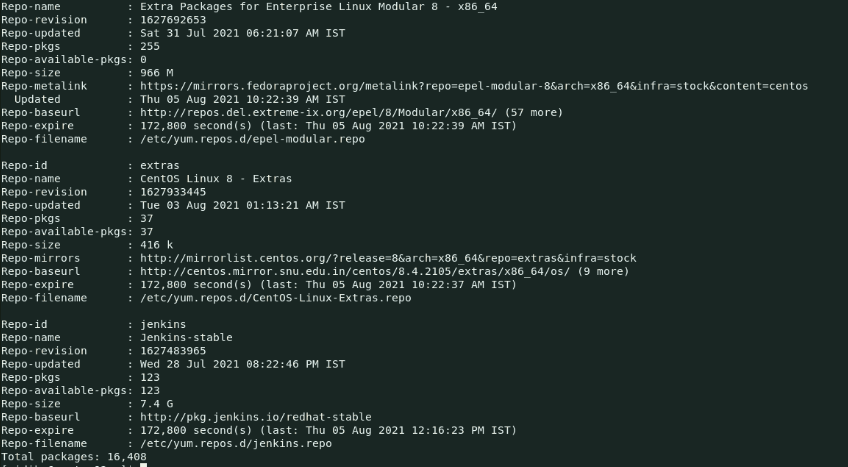 Repo-name          : Extra Packages for Enterprise Linux Modular 8 - x86_64
Repo-revision      : 1627692653
Repo-updated       : Sat 31 Jul 2021 06:21:07 AM IST
Repo-pkgs          : 255
Repo-available-pkgs: 0
Repo-size          : 966 M
Repo-metalink      : https://mirrors.fedoraproject.org/metalink?repo=epel-modular-8&arch=x86_64&infra=stock&content=centos
  Updated          : Thu 05 Aug 2021 10:22:39 AM IST
Repo-baseurl       : http://repos.del.extreme-ix.org/epel/8/Modular/x86_64/ (57 more)
Repo-expire        : 172,800 second(s) (last: Thu 05 Aug 2021 10:22:39 AM IST)
Repo-filename      : /etc/yum.repos.d/epel-modular.repo

Repo-id            : extras
Repo-name          : CentOS Linux 8 - Extras
Repo-revision      : 1627933445
Repo-updated       : Tue 03 Aug 2021 01:13:21 AM IST
Repo-pkgs          : 37
Repo-available-pkgs: 37
Repo-size          : 416 k
Repo-mirrors       : http://mirrorlist.centos.org/?release=8&arch=x86_64&repo=extras&infra=stock
Repo-baseurl       : http://centos.mirror.snu.edu.in/centos/8.4.2105/extras/x86_64/os/ (9 more)
Repo-expire        : 172,800 second(s) (last: Thu 05 Aug 2021 10:22:37 AM IST)
Repo-filename      : /etc/yum.repos.d/CentOS-Linux-Extras.repo

Repo-id            : jenkins
Repo-name          : Jenkins-stable
Repo-revision      : 1627483965
Repo-updated       : Wed 28 Jul 2021 08:22:46 PM IST
Repo-pkgs          : 123
Repo-available-pkgs: 123
Repo-size          : 7.4 G
Repo-baseurl       : http://pkg.jenkins.io/redhat-stable
Repo-expire        : 172,800 second(s) (last: Thu 05 Aug 2021 12:16:23 PM IST)
Repo-filename      : /etc/yum.repos.d/jenkins.repo
Total packages: 16,408